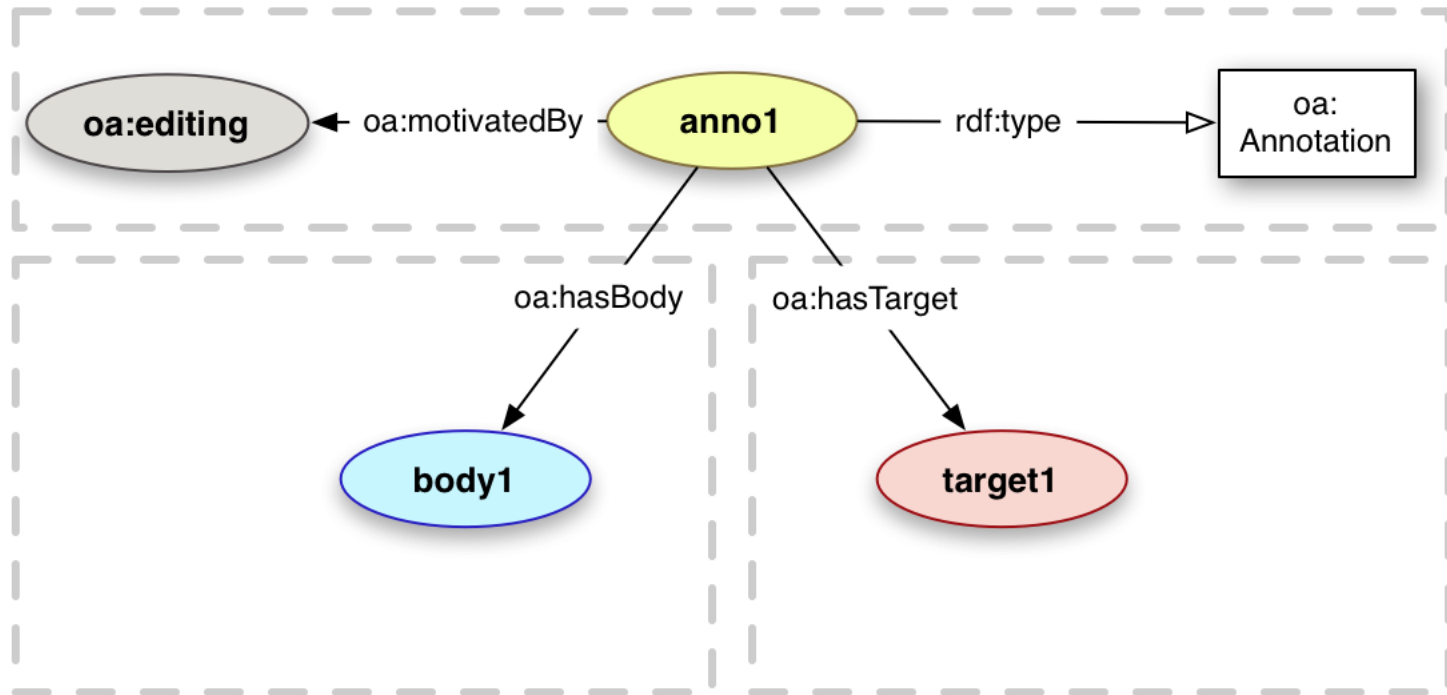 oa:editing
oa:motivatedBy
anno1
rdf:type
oa:
Annotation
oa:hasBody
oa:hasTarget
body1
target1